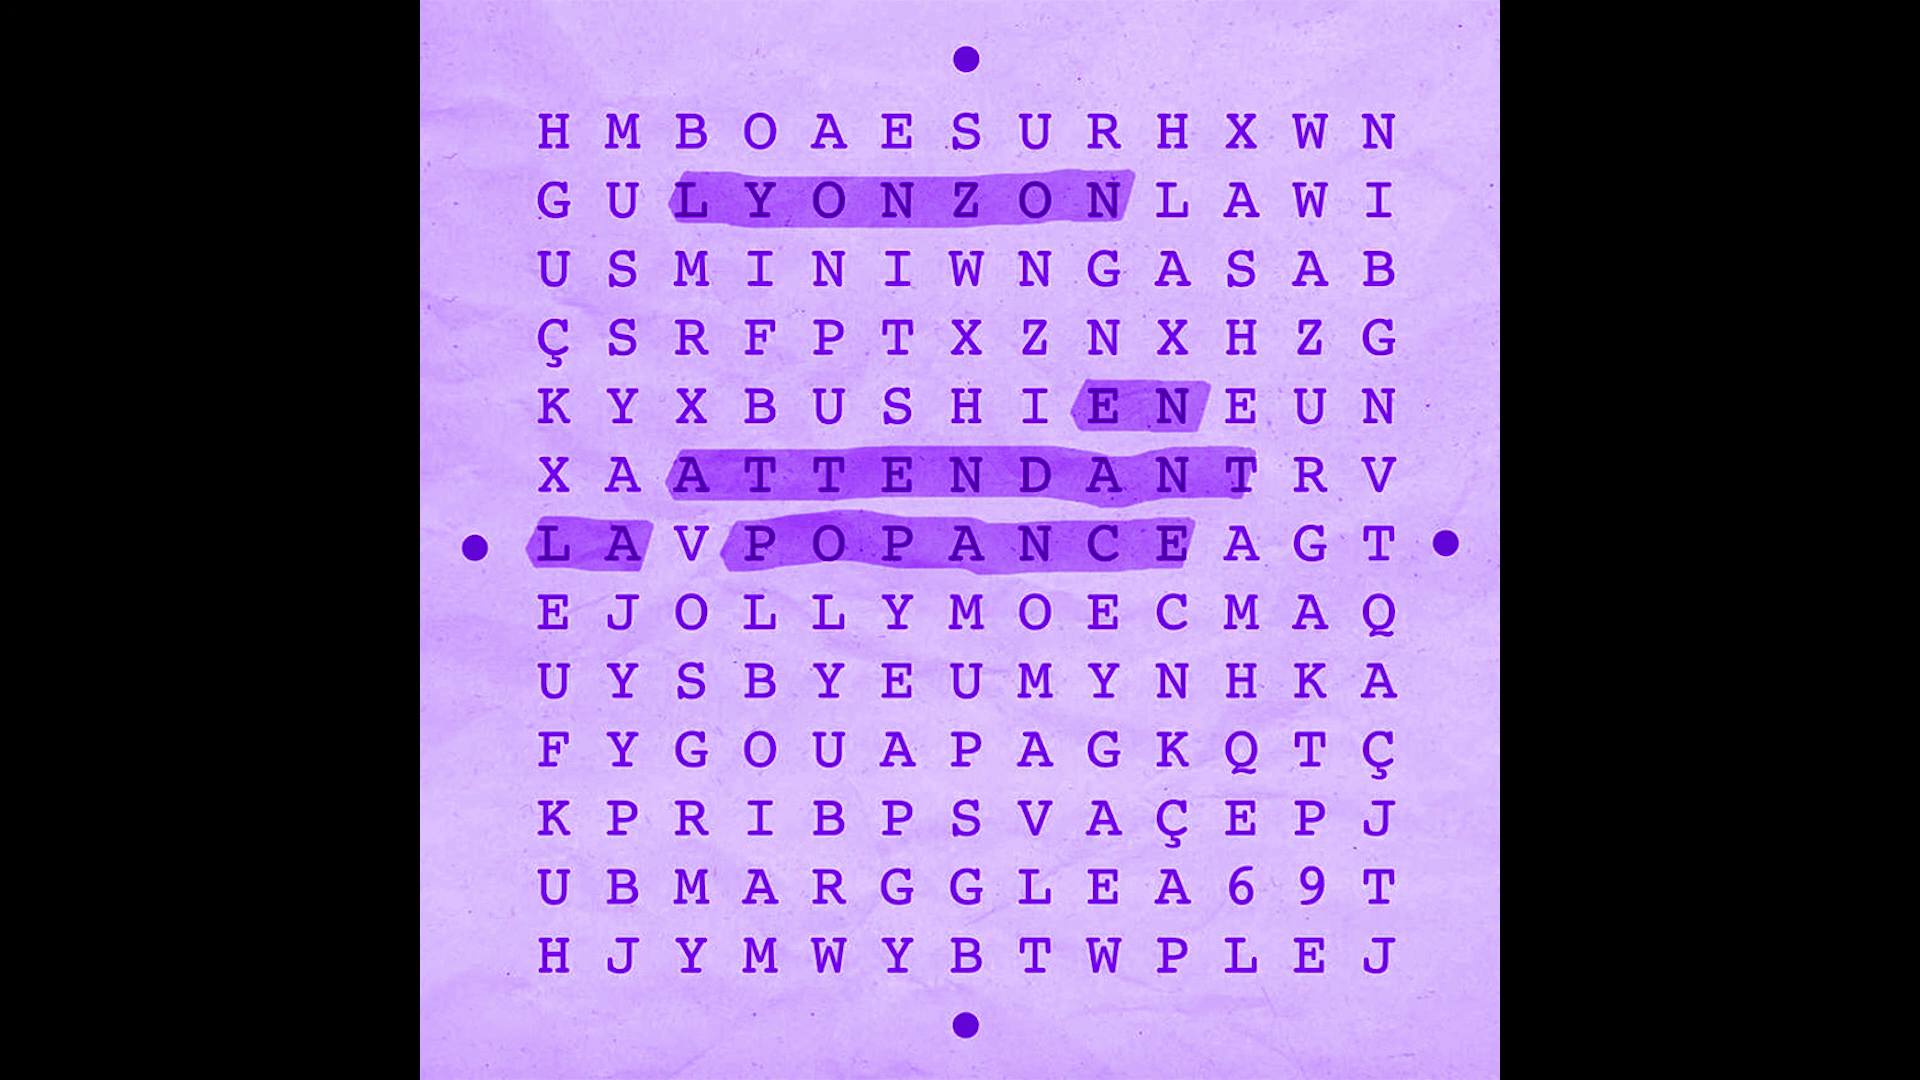 H M B O A E S U R H X W N
G U L Y O N Z O N L A W I
U S M I N I W N G A S A B
Ç S R F P T X Z N X H Z G
K Y X B U S H I E N E U N
X A A T T E N D A N T R V
L A V P O P A N C E A G T
E J O L L Y M O E C M A Q
U Y S B Y E U M Y N H K A
F Y G O U A P A G K Q T Ç
K P R I B P S V A Ç E P J
U B M A R G G L E A 6 9 T
H J Y M W Y B T W P L E J